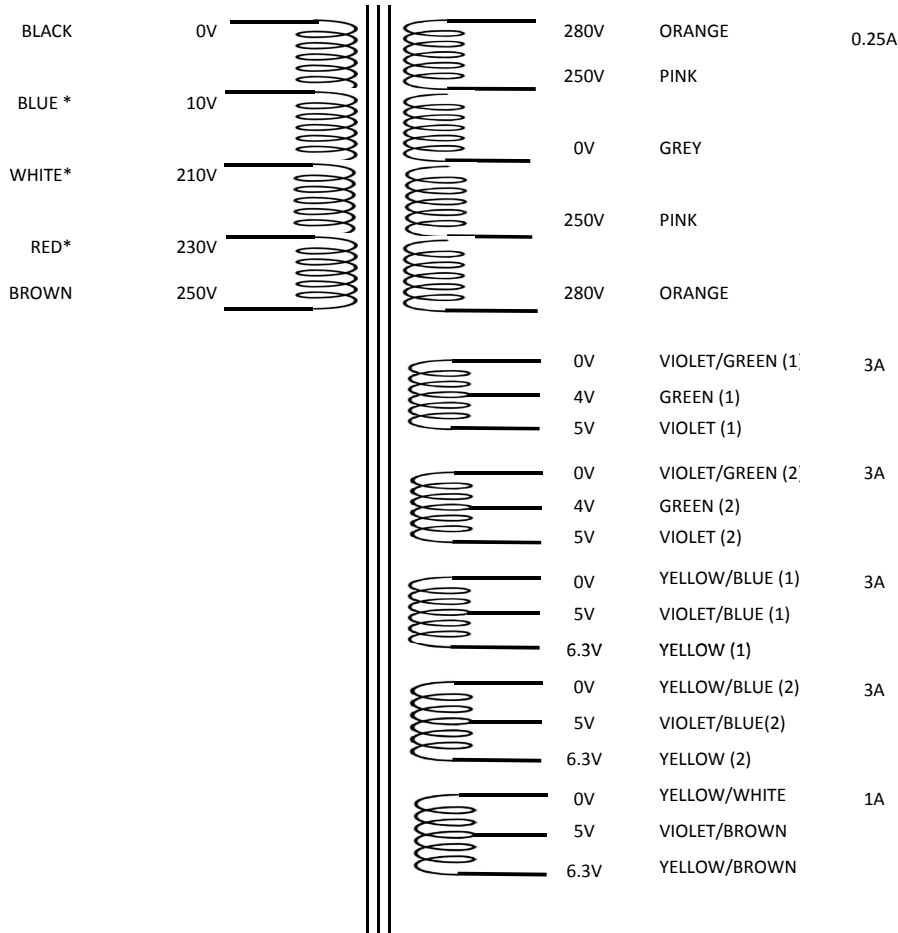 BLACK 0V 280V ORANGE 0.25A
250V PINK
BLUE * 10V
0V GREY
WHITE* 210V
250V PINK
RED* 230V
BROWN 250V 280V ORANGE
0V VIOLET/GREEN (1) 3A
4V GREEN (1)
5V VIOLET (1)
0V VIOLET/GREEN (2) 3A
4V GREEN (2)
5V VIOLET (2)
0V YELLOW/BLUE (1) 3A
5V VIOLET/BLUE (1)
6.3V YELLOW (1)
0V YELLOW/BLUE (2) 3A
5V VIOLET/BLUE(2)
6.3V YELLOW (2)
0V YELLOW/WHITE 1A
5V VIOLET/BROWN
6.3V YELLOW/BROWN